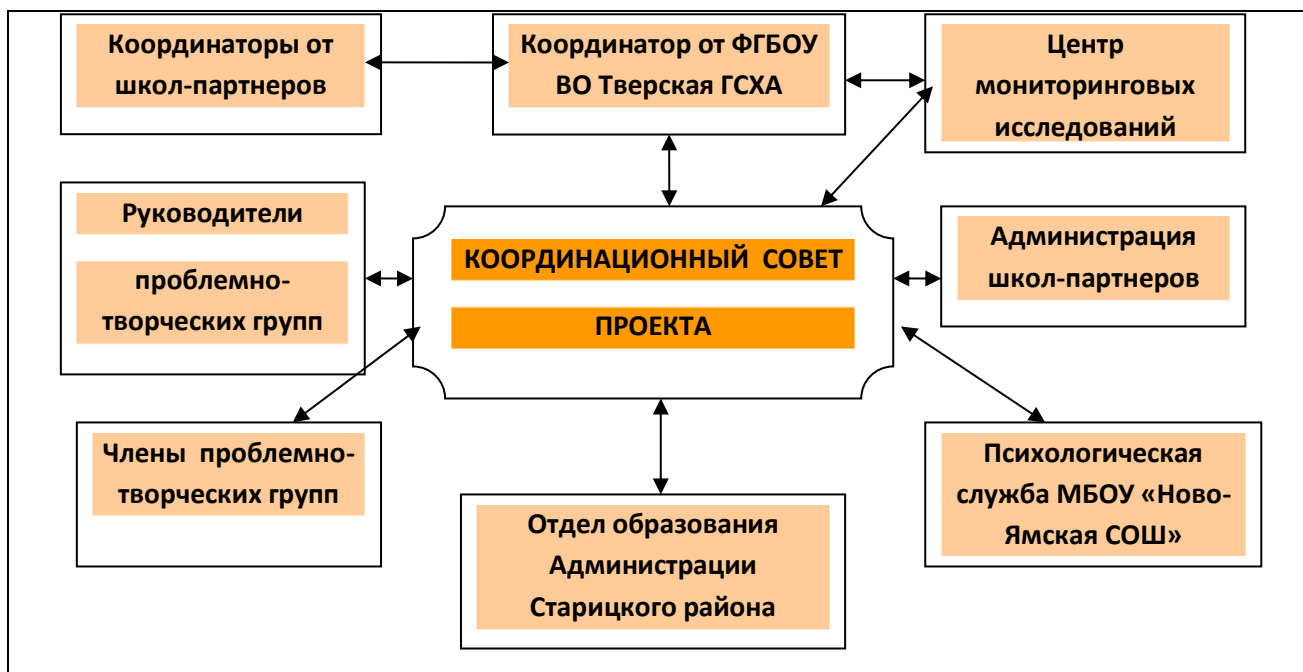 Координаторы от
школ-партнеров
Координатор от ФГБОУ
ВО Тверская ГСХА
Центр
мониторинговых
исследований
Руководители
проблемно-
творческих групп
КООРДИНАЦИОННЫЙ СОВЕТ
ПРОЕКТА
Администрация
школ-партнеров
Члены проблемно-
творческих групп
Отдел образования
Администрации
Старицкого района
Психологическая
служба МБОУ «Ново-
Ямская СОШ»